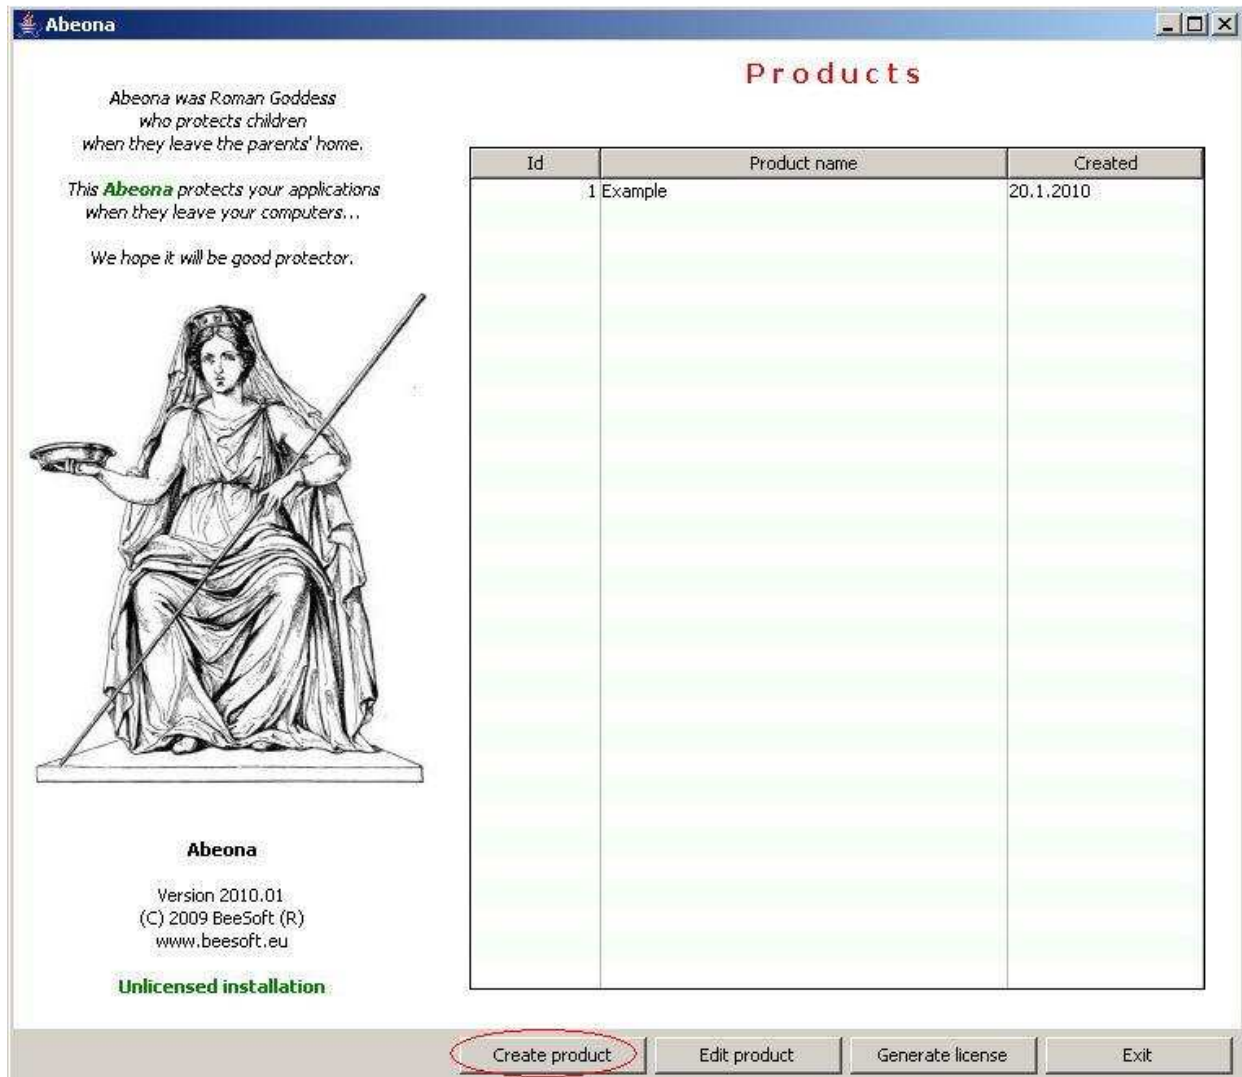 Abeona
Products
Abeona was Roman Goddess
who protects children
when they leave the parents' home.
This Abeona protects your applications
when they leave your computers...
We hope it will be good protector.
Id Product name Created
1 Example 20.1.2010
Abeona
Version 2010.01
(C) 2009 BeeSoft (R)
www.beesoft.eu
Unlicensed installation
Create product Edit product Generate license Exit